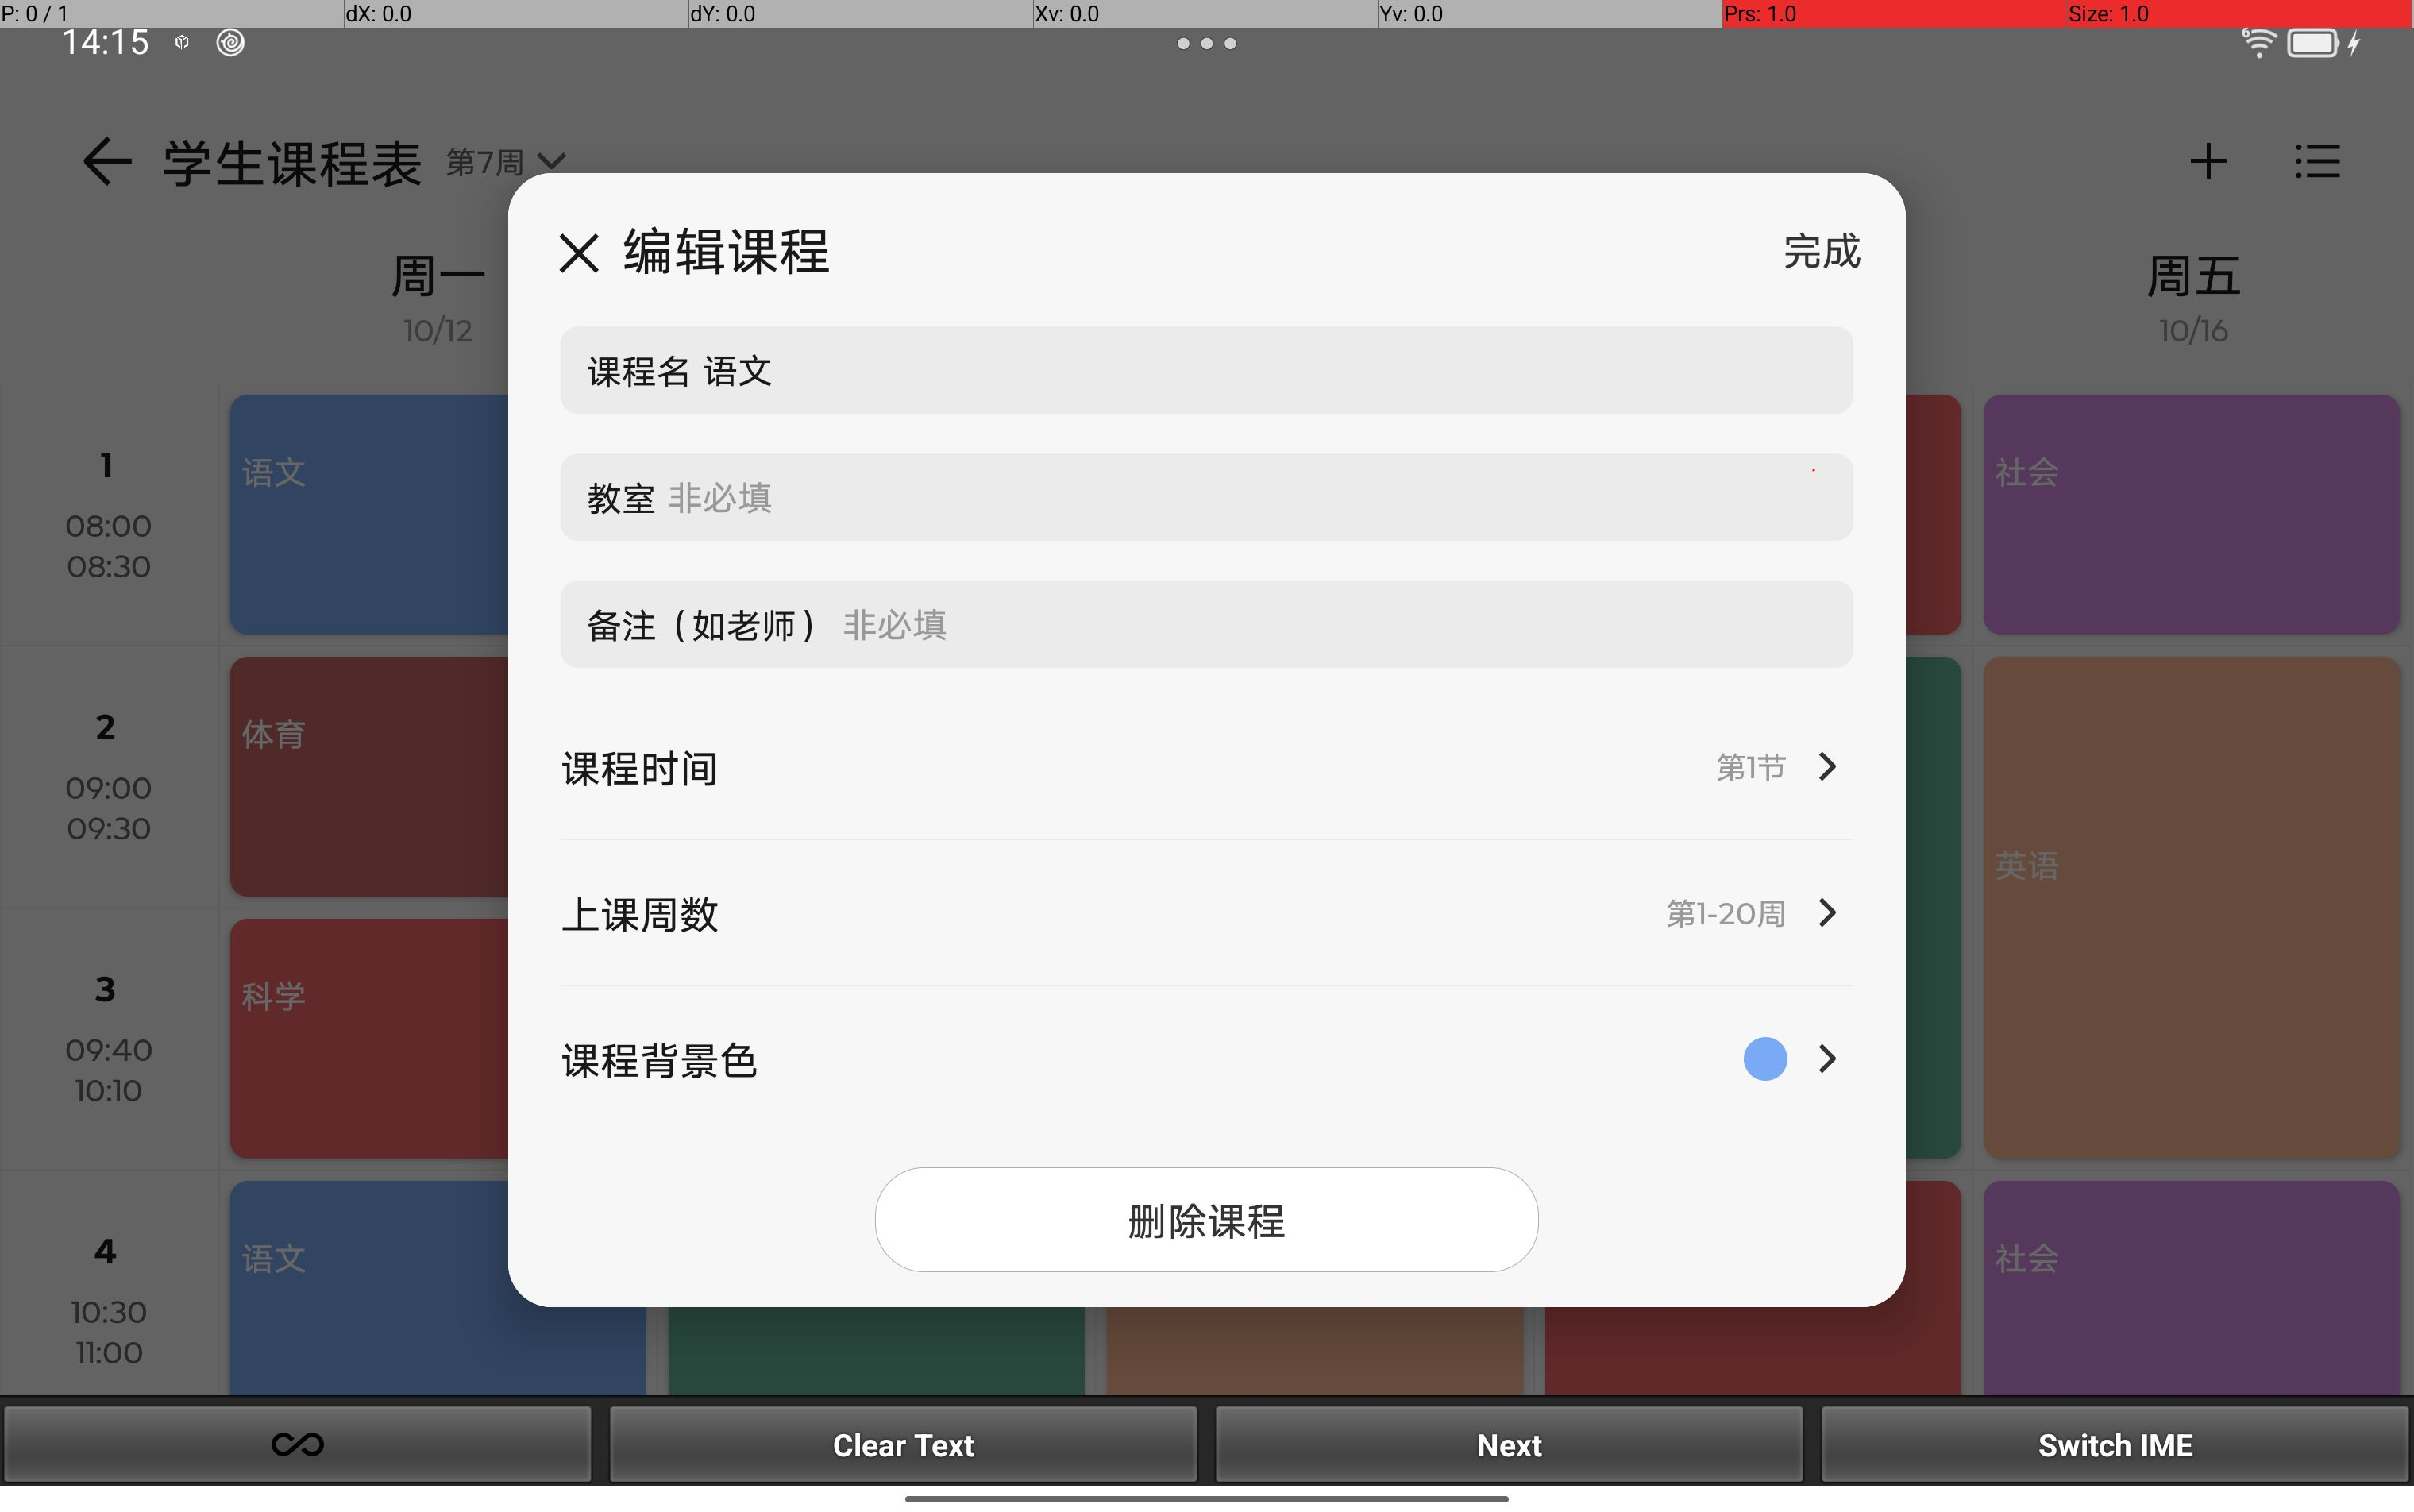 P: 0 / 1 dX: 0.0 dY: 0.0 Xv: 0.0 Yv: 0.0 Prs: 1.0 Size: 1.0
14:15 6
学生课程表 第7周
周一
10/12
周五
10/16
编辑课程 完成
课程名 语文
教室 非必填
备注（如老师） 非必填
课程时间 第1节
上课周数 第1-20周
课程背景色
删除课程
1
08:00
08:30
语文
社会
2
09:00
09:30
体育
英语
3
09:40
10:10
科学
4
10:30
11:00
语文
社会
Clear Text Next Switch IME